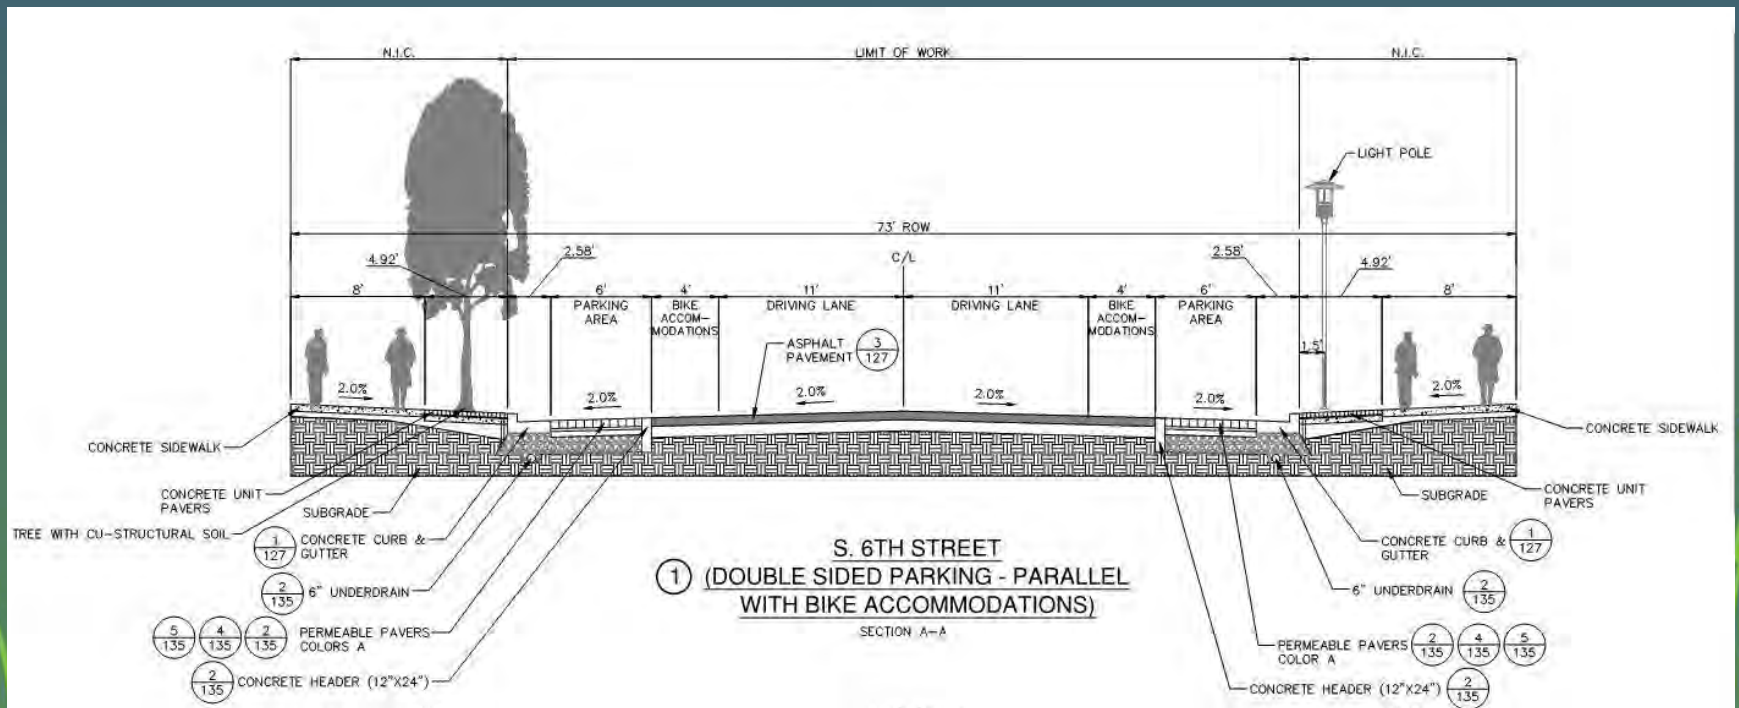 N.I.C.
LIMIT OF WORK
N.I.C.
LIGHT POLE
73' ROW
4.92'
2.58'
C/L
2.58'
4.92'
8'
6'
PARKING
AREA
4'
BIKE
ACCOM-
MODATIONS
11'
DRIVING LANE
11'
DRIVING LANE
4'
BIKE
ACCOM-
MODATIONS
6'
PARKING
AREA
8'
1.5'
ASPHALT
PAVEMENT
3
127
2.0%
2.0%
2.0%
2.0%
2.0%
2.0%
CONCRETE SIDEWALK
CONCRETE UNIT
PAVERS
SUBGRADE
TREE WITH CU-STRUCTURAL SOIL
1
127
CONCRETE CURB &
GUTTER
2
135
6" UNDERDRAIN
5
135
4
135
2
135
PERMEABLE PAVERS
COLORS A
2
135
CONCRETE HEADER (12"X24")
S. 6TH STREET
1 (DOUBLE SIDED PARKING - PARALLEL
WITH BIKE ACCOMMODATIONS)
SECTION A-A
CONCRETE SIDEWALK
SUBGRADE
CONCRETE UNIT
PAVERS
CONCRETE CURB &
GUTTER
1
127
6" UNDERDRAIN
2
135
PERMEABLE PAVERS
COLOR A
2
135
4
135
5
135
CONCRETE HEADER (12"X24")
2
135